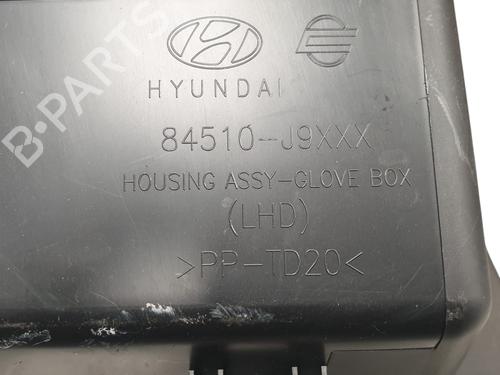 HYUNDAI
84510-J9XXX
HOUSING ASSY-GLOVE BOX
(LHD)
>PP-TD20<
B-PARTS